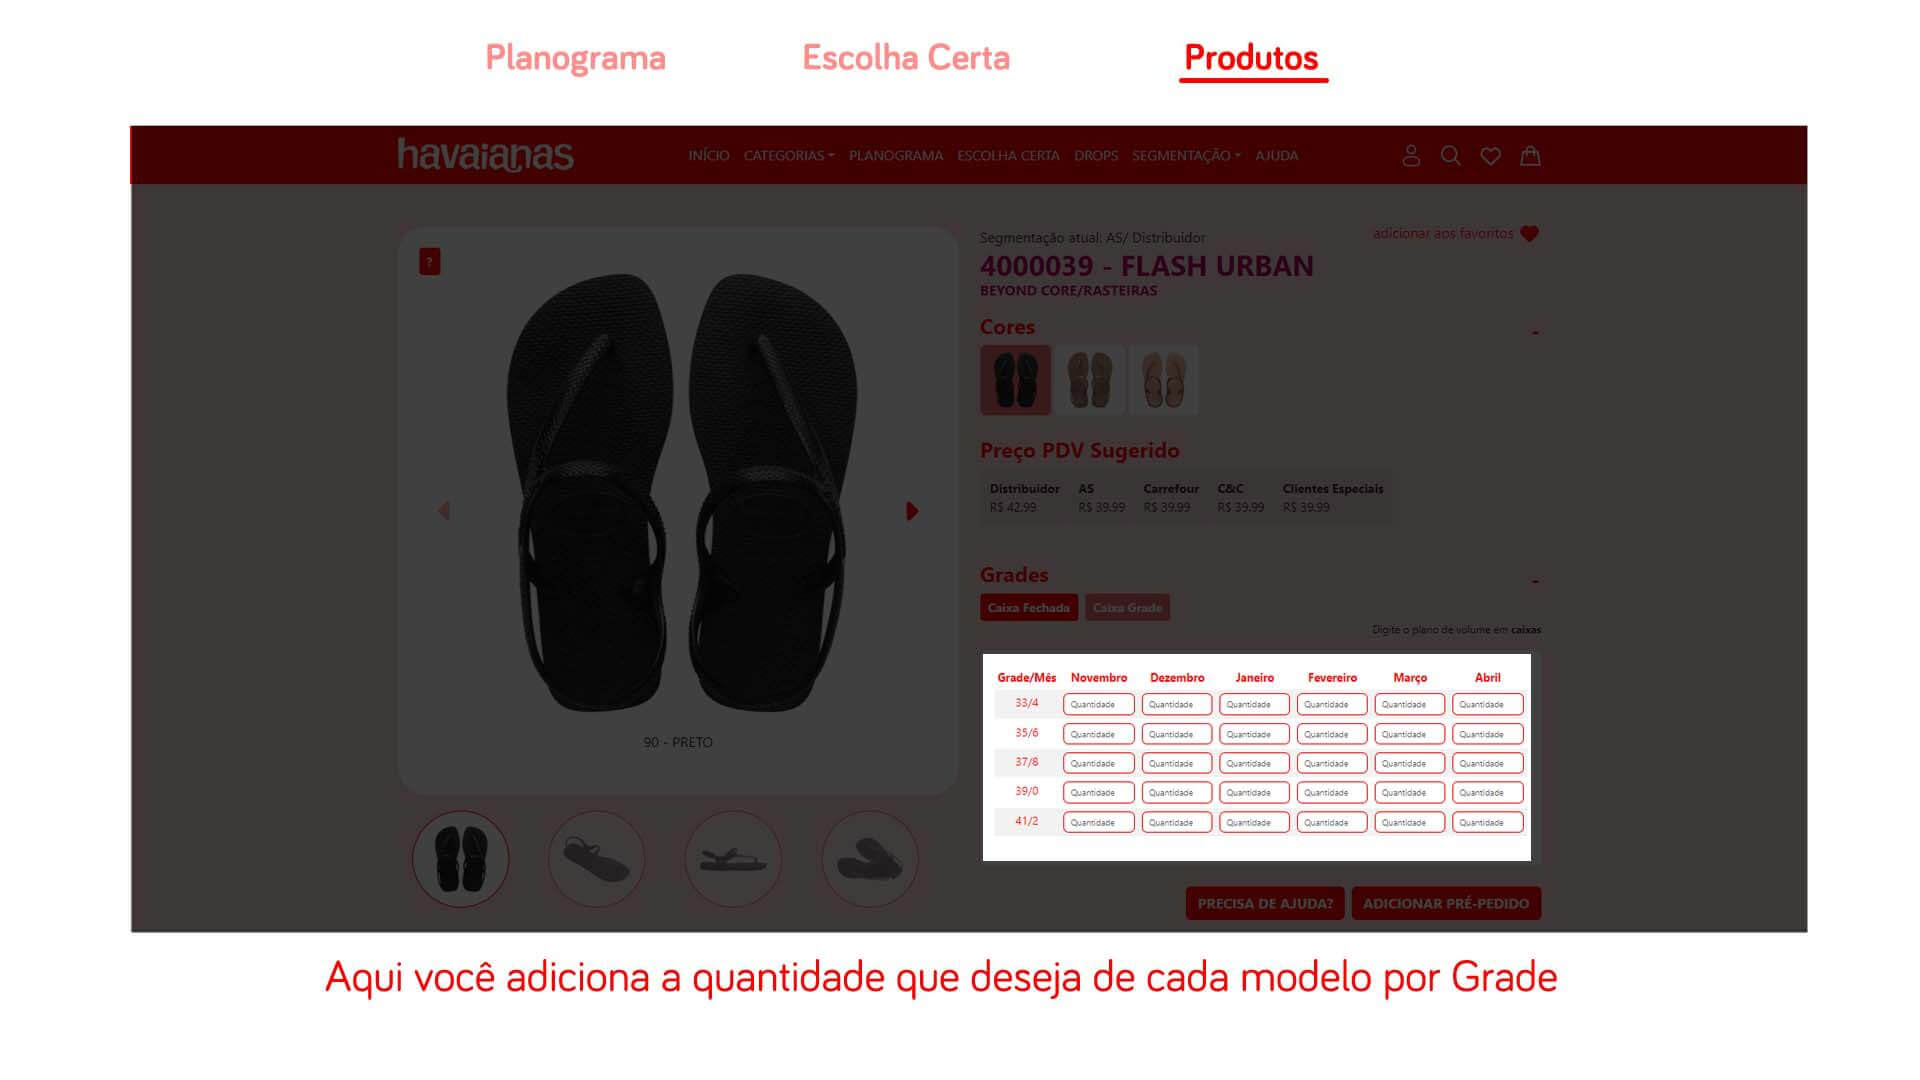 Planograma Escolha Certa Produtos
havaianas INÍCIO CATEGORIAS PLANOGRAMA ESCOLHA CERTA DROPS SEGMENTAÇÃO AJUDA
?
90 - PRETO
Segmentação atual: AS/ Distribuidor
adicionar aos favoritos
4000039 - FLASH URBAN
BEYOND CORE/RASTEIRAS
Cores -
Preço PDV Sugerido
Distribuidor AS Carrefour C&C Clientes Especiais
R$ 42.99 R$ 39.99 R$ 39.99 R$ 39.99 R$ 39.99
Grades -
Caixa Fechada Caixa Grade
Digite o plano de volume em caixas
Grade/Mês Novembro Dezembro Janeiro Fevereiro Março Abril
33/4 Quantidade Quantidade Quantidade Quantidade Quantidade Quantidade
35/6 Quantidade Quantidade Quantidade Quantidade Quantidade Quantidade
37/8 Quantidade Quantidade Quantidade Quantidade Quantidade Quantidade
39/0 Quantidade Quantidade Quantidade Quantidade Quantidade Quantidade
41/2 Quantidade Quantidade Quantidade Quantidade Quantidade Quantidade
PRECISA DE AJUDA? ADICIONAR PRÉ-PEDIDO
Aqui você adiciona a quantidade que deseja de cada modelo por Grade